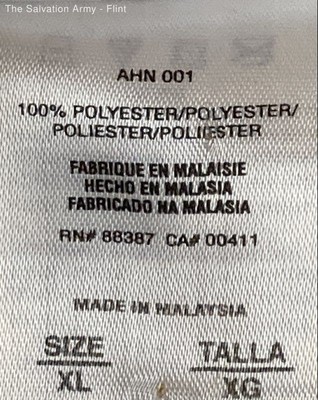 The Salvation Army - Flint
AHN 001
100% POLYESTER/POLYESTER/
POLIESTER/POLIESTER
FABRIQUE EN MALAISIE
HECHO EN MALASIA
FABRICADO NA MALASIA
RN# 88387 CA# 00411
MADE IN MALAYSIA
SIZE TALLA
XL XG